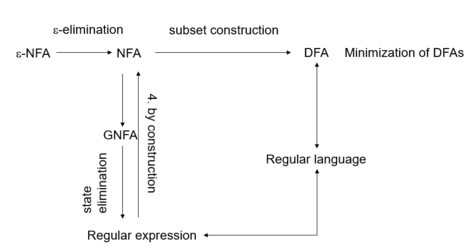 ε-elimination
subset construction
ε-NFA
NFA
DFA
Minimization of DFAs
4. by construction
GNFA
Regular language
state
elimination
Regular expression